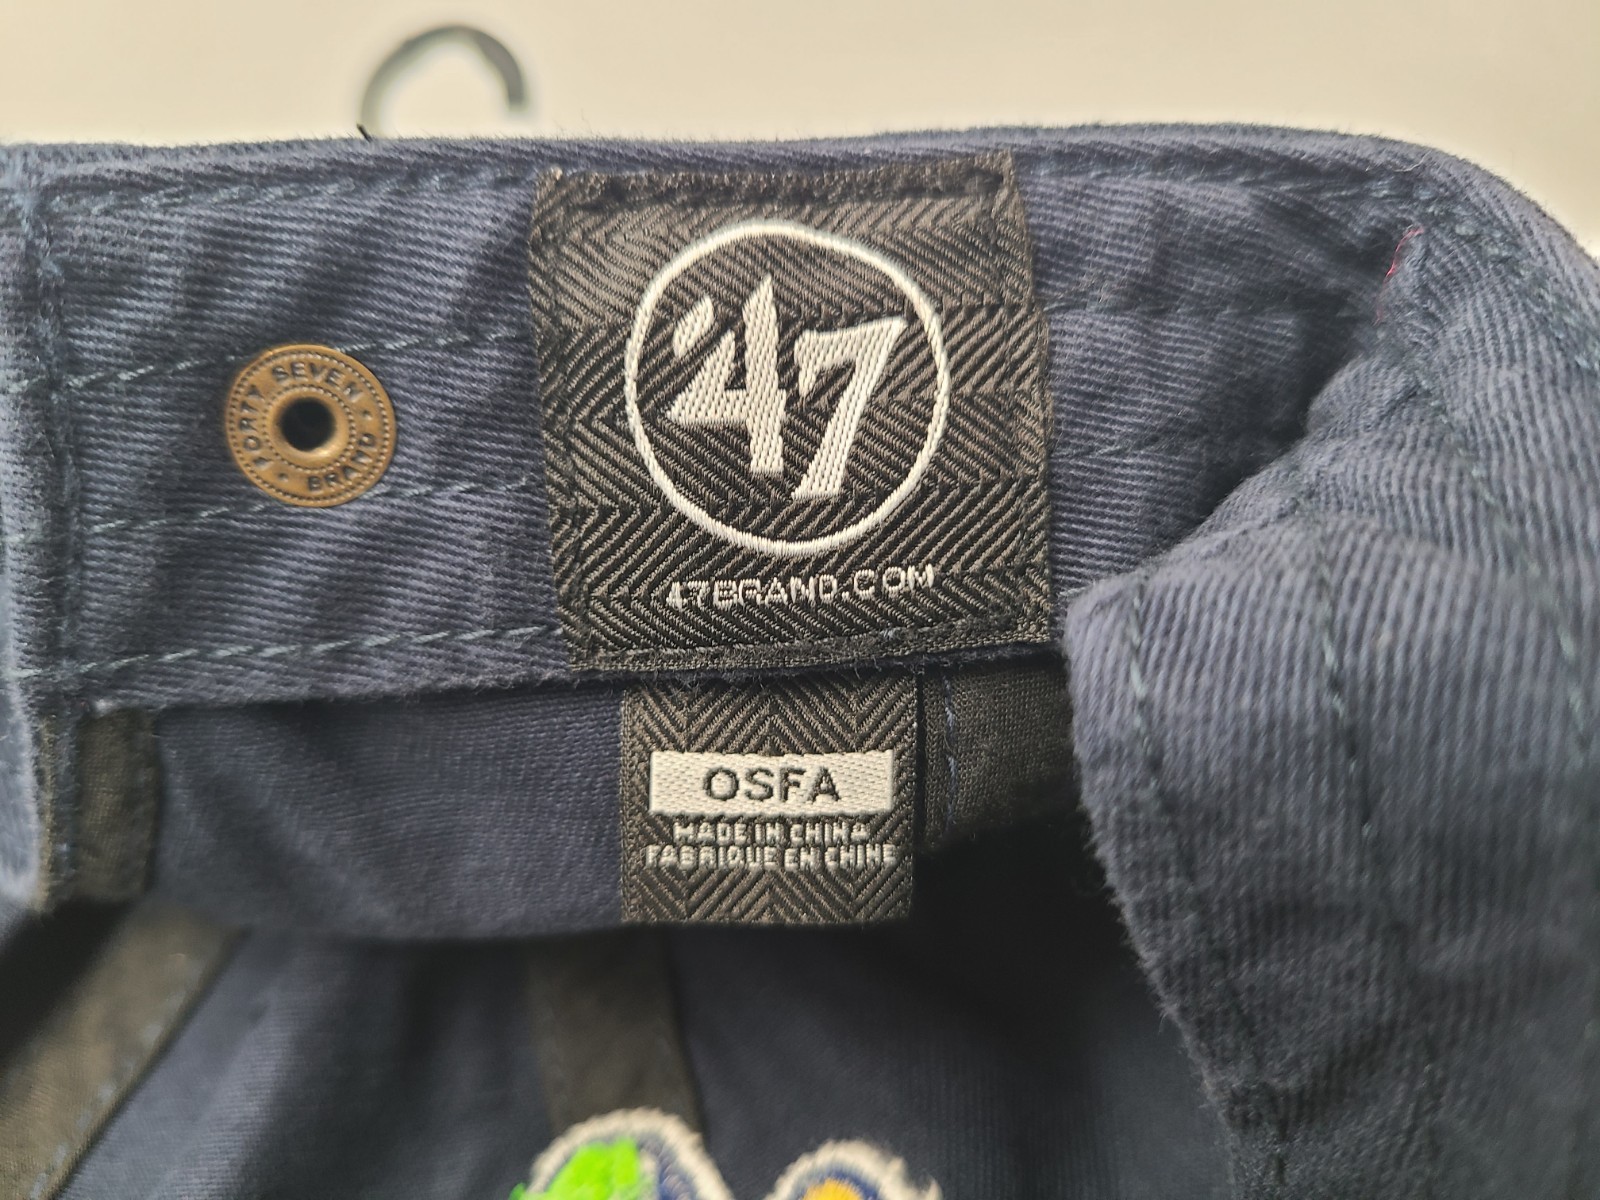 FORTY SEVEN
BRAND
'47
47BRAND.COM
OSFA
MADE IN CHINA
FABRIQUE EN CHINE